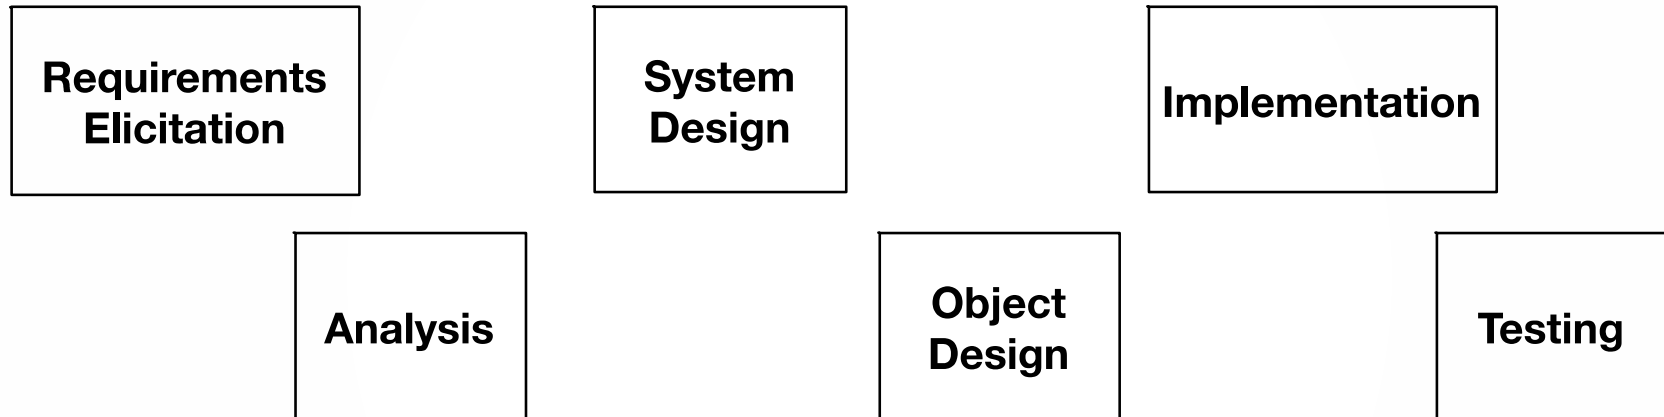 Requirements
Elicitation
System
Design
Implementation
Analysis
Object
Design
Testing